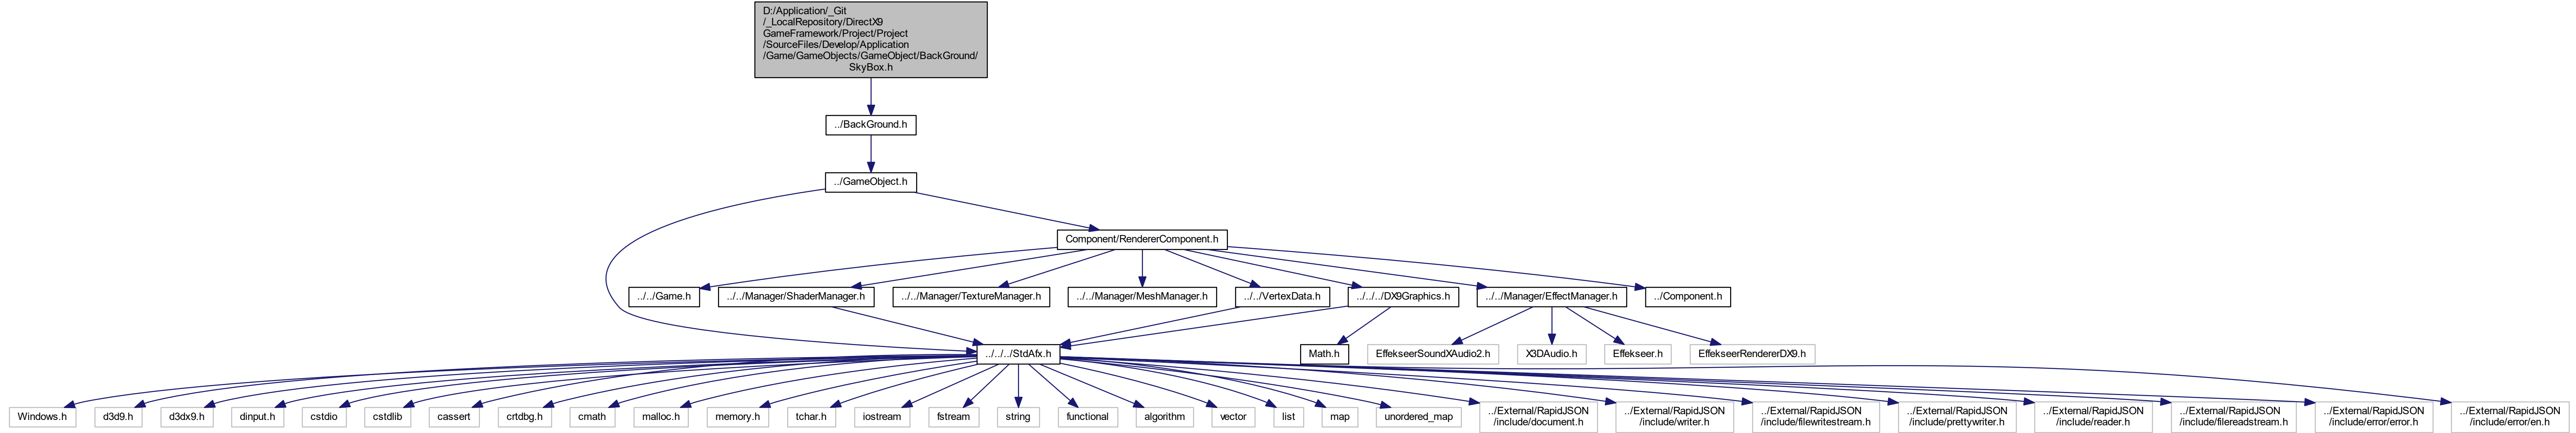 D:/Application/_Git
/_LocalRepository/DirectX9
GameFramework/Project/Project
/SourceFiles/Develop/Application
/Game/GameObjects/GameObject/BackGround/
SkyBox.h
../BackGround.h
../GameObject.h
Component/RendererComponent.h
../../Game.h
../../Manager/ShaderManager.h
../../Manager/TextureManager.h
../../Manager/MeshManager.h
../../VertexData.h
../../../DX9Graphics.h
../../Manager/EffectManager.h
../Component.h
../../../StdAfx.h
Math.h
EffekseerSoundXAudio2.h
X3DAudio.h
Effekseer.h
EffekseerRendererDX9.h
Windows.h
d3d9.h
d3dx9.h
dinput.h
cstdio
cstdlib
cassert
crtdbg.h
cmath
malloc.h
memory.h
tchar.h
iostream
fstream
string
functional
algorithm
vector
list
map
unordered_map
../External/RapidJSON
/include/document.h
../External/RapidJSON
/include/writer.h
../External/RapidJSON
/include/filewritestream.h
../External/RapidJSON
/include/prettywriter.h
../External/RapidJSON
/include/reader.h
../External/RapidJSON
/include/filereadstream.h
../External/RapidJSON
/include/error/error.h
../External/RapidJSON
/include/error/en.h